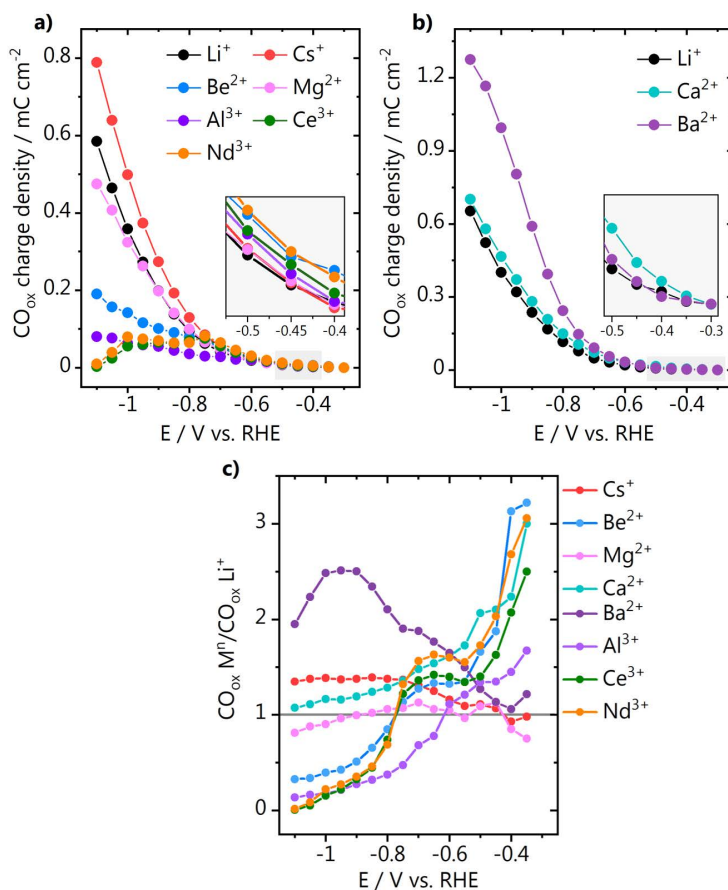 a)
CO_ox charge density / mC cm⁻²
0.8
0.6
0.4
0.2
0
Li⁺
Cs⁺
Be²⁺
Mg²⁺
Al³⁺
Ce³⁺
Nd³⁺
-0.5
-0.45
-0.4
-1
-0.8
-0.6
-0.4
E / V vs. RHE
b)
CO_ox charge density / mC cm⁻²
1.2
0.9
0.6
0.3
0
Li⁺
Ca²⁺
Ba²⁺
-0.5
-0.4
-0.3
-1
-0.8
-0.6
-0.4
E / V vs. RHE
c)
CO_ox Mⁿ/CO_ox Li⁺
3
2
1
0
-1
-0.8
-0.6
-0.4
E / V vs. RHE
Cs⁺
Be²⁺
Mg²⁺
Ca²⁺
Ba²⁺
Al³⁺
Ce³⁺
Nd³⁺